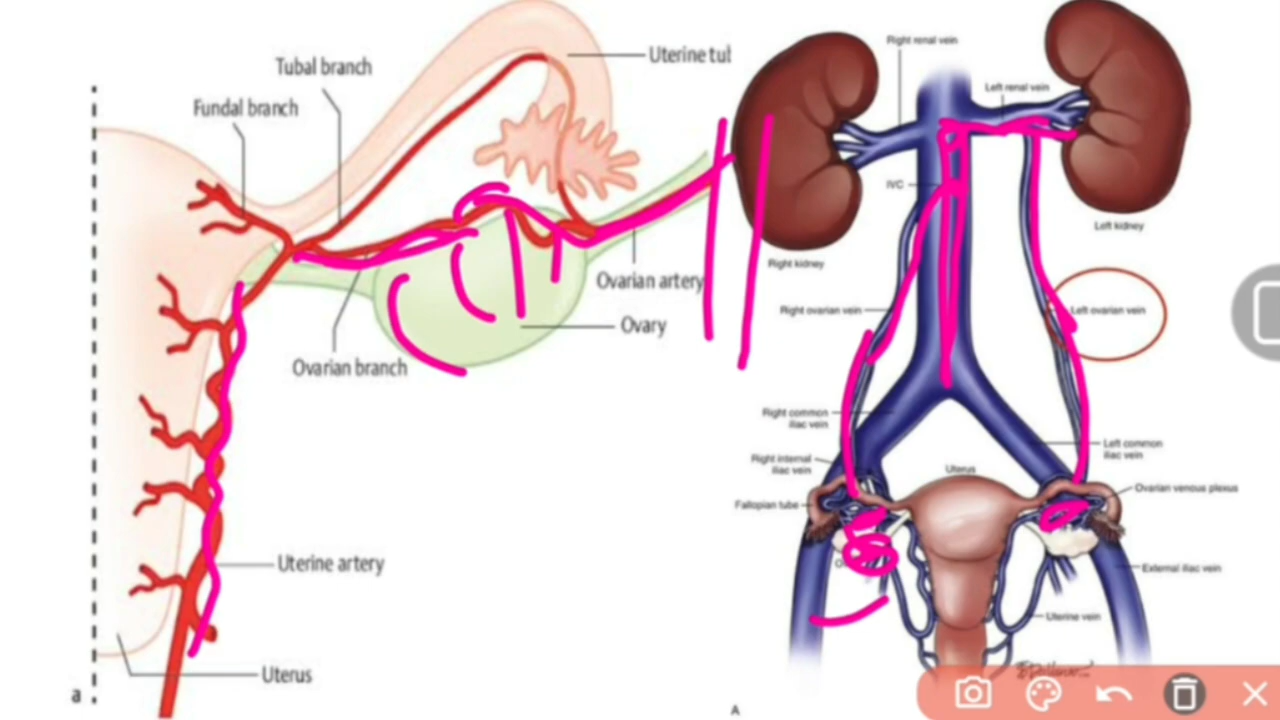 Uterine tul
Tubal branch
Fundal branch
Ovarian artery
Ovary
Ovarian branch
Uterine artery
Uterus
a
Right renal vein
Left renal vein
IVC
Left kidney
Right kidney
Right ovarian vein
Left ovarian vein
Right common
iliac vein
Left common
iliac vein
Right internal
iliac vein
Uterus
Ovarian venous plexus
Fallopian tube
External iliac vein
Uterine vein
A